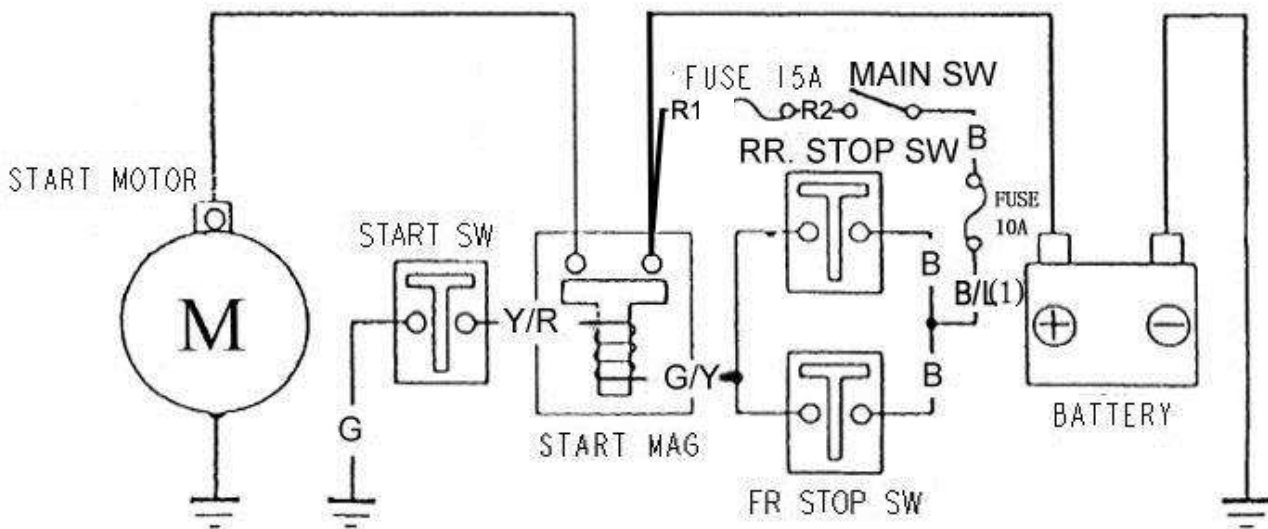 FUSE 15A MAIN SW
R1
R2
B
RR. STOP SW
START MOTOR
FUSE
10A
START SW
B
B/L(1)
M
Y/R
G/Y
B
G
START MAG
BATTERY
FR STOP SW